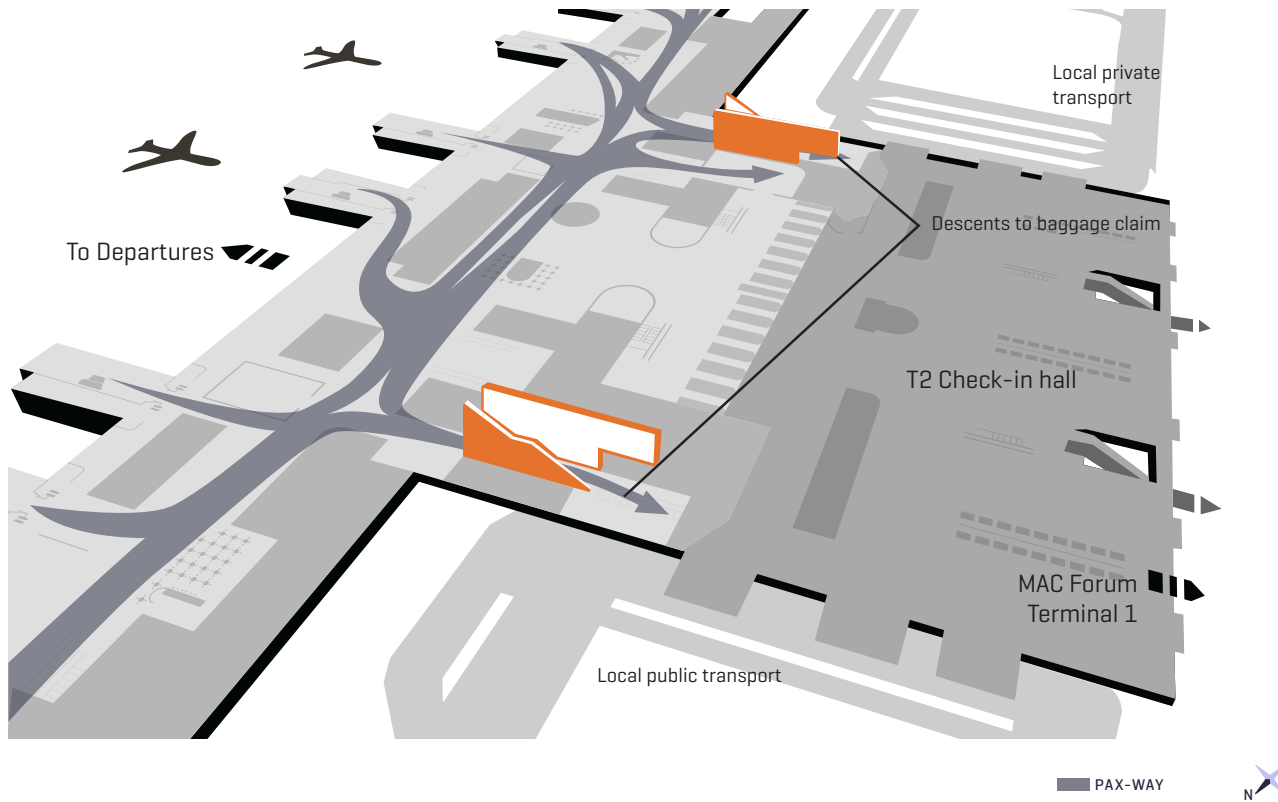 Local private
transport
Descents to baggage claim
To Departures
T2 Check-in hall
MAC Forum
Terminal 1
Local public transport
PAX-WAY
N